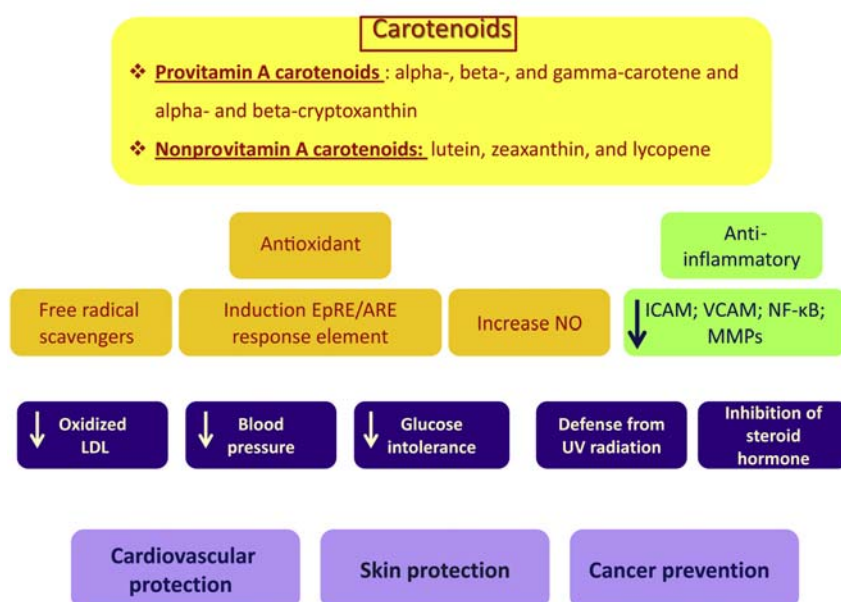 Carotenoids
❖ Provitamin A carotenoids : alpha-, beta-, and gamma-carotene and
alpha- and beta-cryptoxanthin
❖ Nonprovitamin A carotenoids: lutein, zeaxanthin, and lycopene
Antioxidant
Anti-
inflammatory
Free radical
scavengers
Induction EpRE/ARE
response element
Increase NO
↓ ICAM; VCAM; NF-κB;
MMPs
↓ Oxidized
LDL
↓ Blood
pressure
↓ Glucose
intolerance
Defense from
UV radiation
Inhibition of
steroid
hormone
Cardiovascular
protection
Skin protection
Cancer prevention